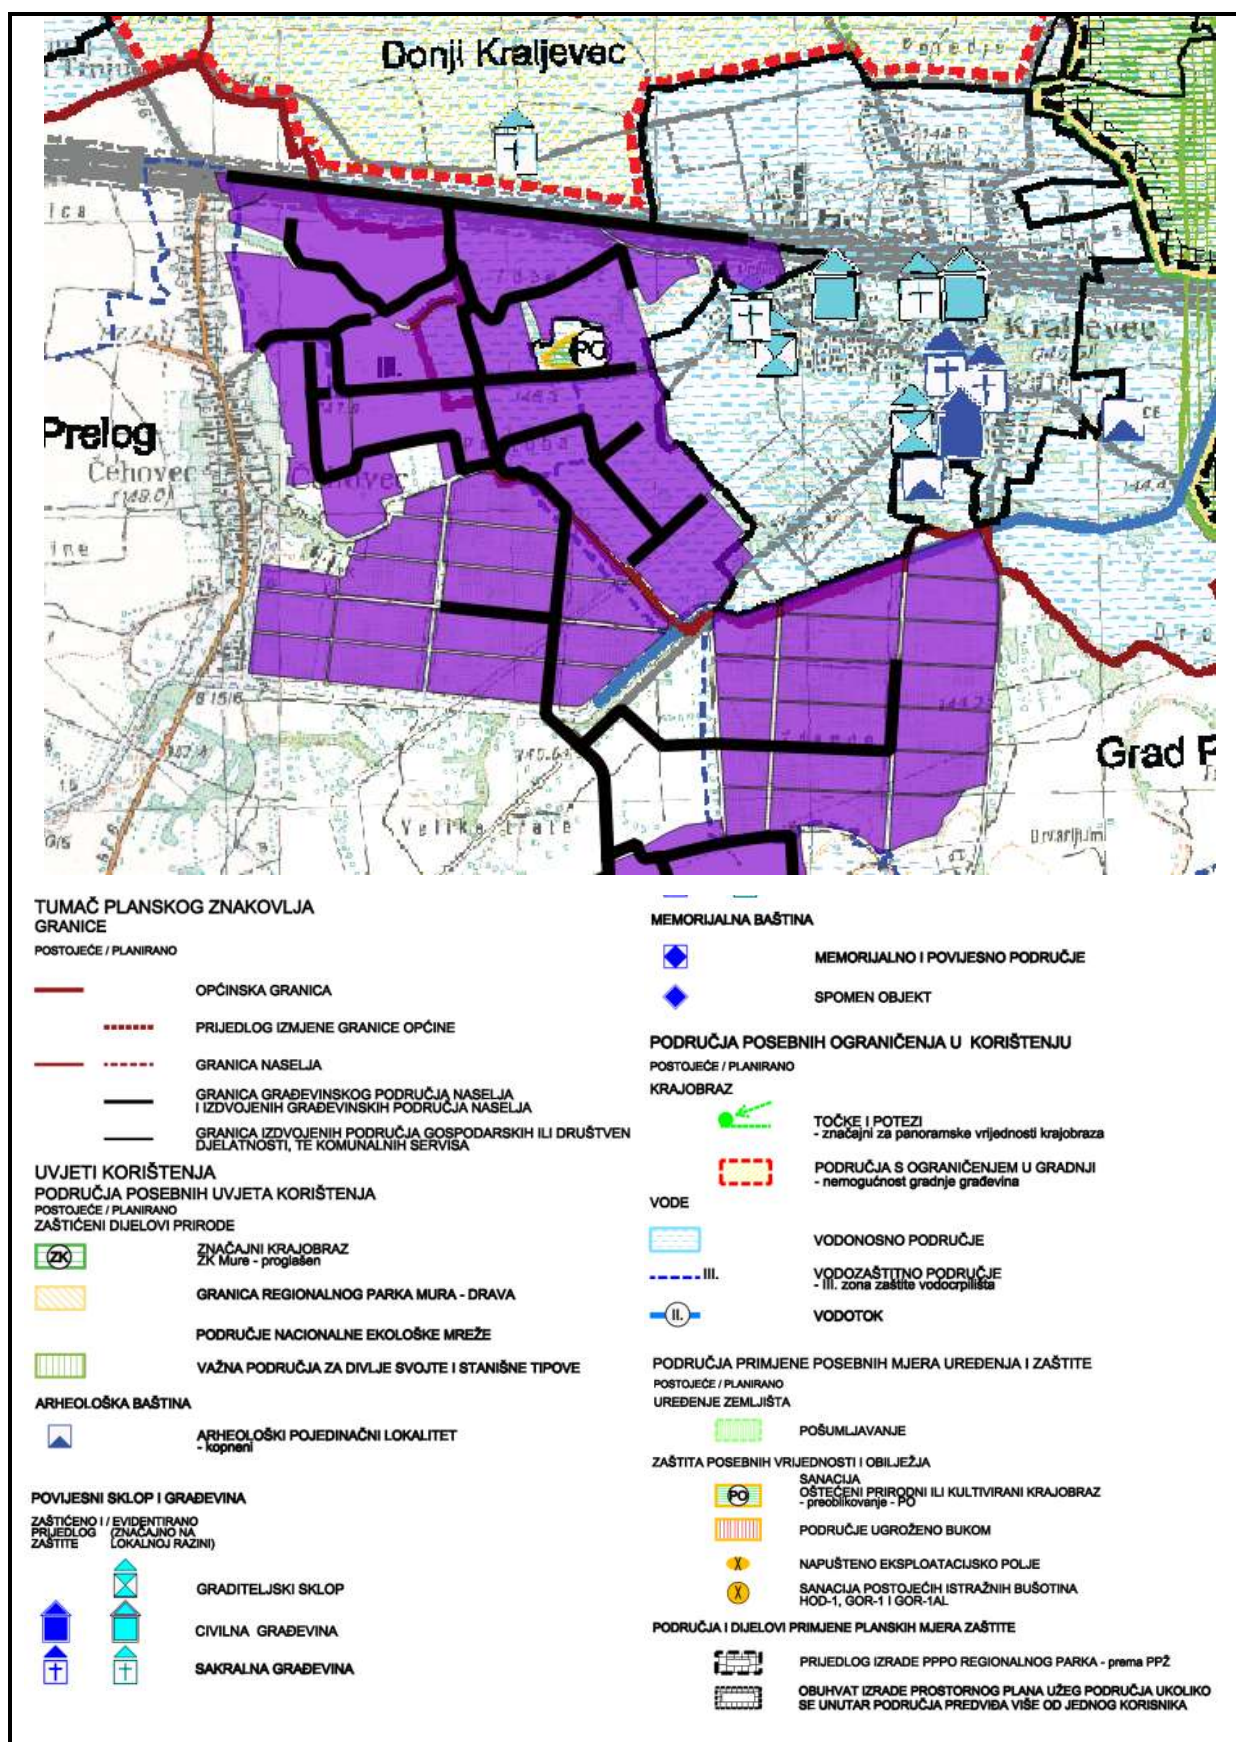 Donji Kraljevec
PO
III.
Kraljevec
CE
Prelog
Čehovec
Čehovec
Grad P
Velike trate
TUMAČ PLANSKOG ZNAKOVLJA
GRANICE
POSTOJEĆE / PLANIRANO
OPĆINSKA GRANICA
PRIJEDLOG IZMJENE GRANICE OPĆINE
GRANICA NASELJA
GRANICA GRAĐEVINSKOG PODRUČJA NASELJA
I IZDVOJENIH GRAĐEVINSKIH PODRUČJA NASELJA
GRANICA IZDVOJENIH PODRUČJA GOSPODARSKIH ILI DRUŠTVEN
DJELATNOSTI, TE KOMUNALNIH SERVISA
UVJETI KORIŠTENJA
PODRUČJA POSEBNIH UVJETA KORIŠTENJA
POSTOJEĆE / PLANIRANO
ZAŠTIĆENI DIJELOVI PRIRODE
ZK
ZNAČAJNI KRAJOBRAZ
ZK Mure - proglašen
GRANICA REGIONALNOG PARKA MURA - DRAVA
PODRUČJE NACIONALNE EKOLOŠKE MREŽE
VAŽNA PODRUČJA ZA DIVLJE SVOJTE I STANIŠNE TIPOVE
ARHEOLOŠKA BAŠTINA
ARHEOLOŠKI POJEDINAČNI LOKALITET
- kopneni
POVIJESNI SKLOP I GRAĐEVINA
ZAŠTIĆENO I / EVIDENTIRANO
PRIJEDLOG (ZNAČAJNO NA
ZAŠTITE LOKALNOJ RAZINI)
GRADITELJSKI SKLOP
CIVILNA GRAĐEVINA
SAKRALNA GRAĐEVINA
MEMORIJALNA BAŠTINA
MEMORIJALNO I POVIJESNO PODRUČJE
SPOMEN OBJEKT
PODRUČJA POSEBNIH OGRANIČENJA U KORIŠTENJU
POSTOJEĆE / PLANIRANO
KRAJOBRAZ
TOČKE I POTEZI
- značajni za panoramske vrijednosti krajobraza
PODRUČJA S OGRANIČENJEM U GRADNJI
- nemogućnost gradnje građevina
VODE
VODONOSNO PODRUČJE
III.
VODOZAŠTITNO PODRUČJE
- III. zona zaštite vodocrpilišta
II.
VODOTOK
PODRUČJA PRIMJENE POSEBNIH MJERA UREĐENJA I ZAŠTITE
POSTOJEĆE / PLANIRANO
UREĐENJE ZEMLJIŠTA
POŠUMLJAVANJE
ZAŠTITA POSEBNIH VRIJEDNOSTI I OBILJEŽJA
SANACIJA
PO
OŠTEĆENI PRIRODNI ILI KULTIVIRANI KRAJOBRAZ
- preoblikovanje - PO
PODRUČJE UGROŽENO BUKOM
X
NAPUŠTENO EKSPLOATACIJSKO POLJE
X
SANACIJA POSTOJEĆIH ISTRAŽNIH BUŠOTINA
HOD-1, GOR-1 I GOR-1AL
PODRUČJA I DIJELOVI PRIMJENE PLANSKIH MJERA ZAŠTITE
PRIJEDLOG IZRADE PPPO REGIONALNOG PARKA - prema PPŽ
OBUHVAT IZRADE PROSTORNOG PLANA UŽEG PODRUČJA UKOLIKO
SE UNUTAR PODRUČJA PREDVIĐA VIŠE OD JEDNOG KORISNIKA